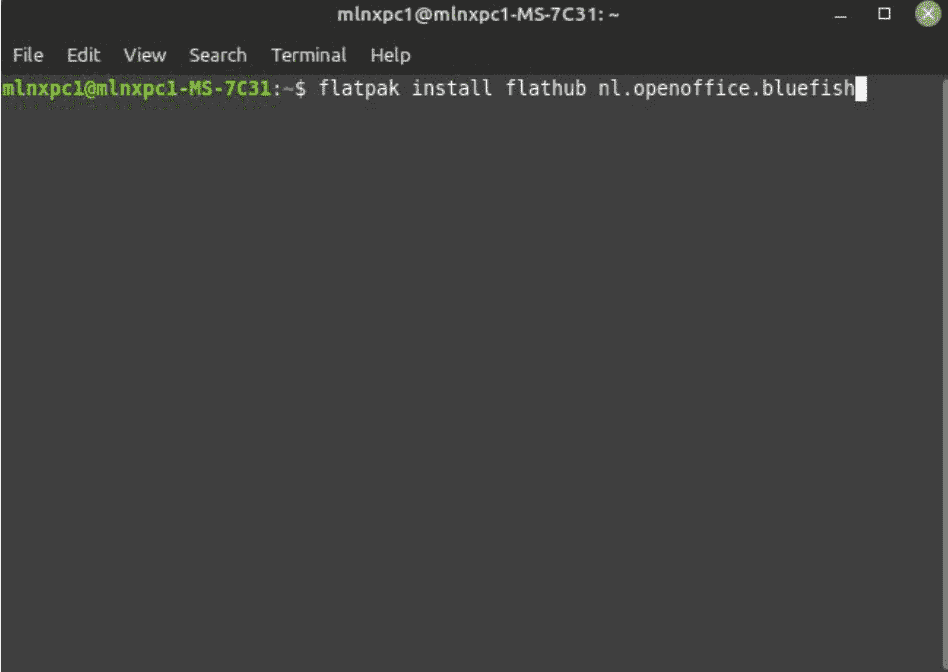 mlnxpc1@mlnxpc1-MS-7C31: ~
File Edit View Search Terminal Help
mlnxpc1@mlnxpc1-MS-7C31:~$ flatpak install flathub nl.openoffice.bluefish